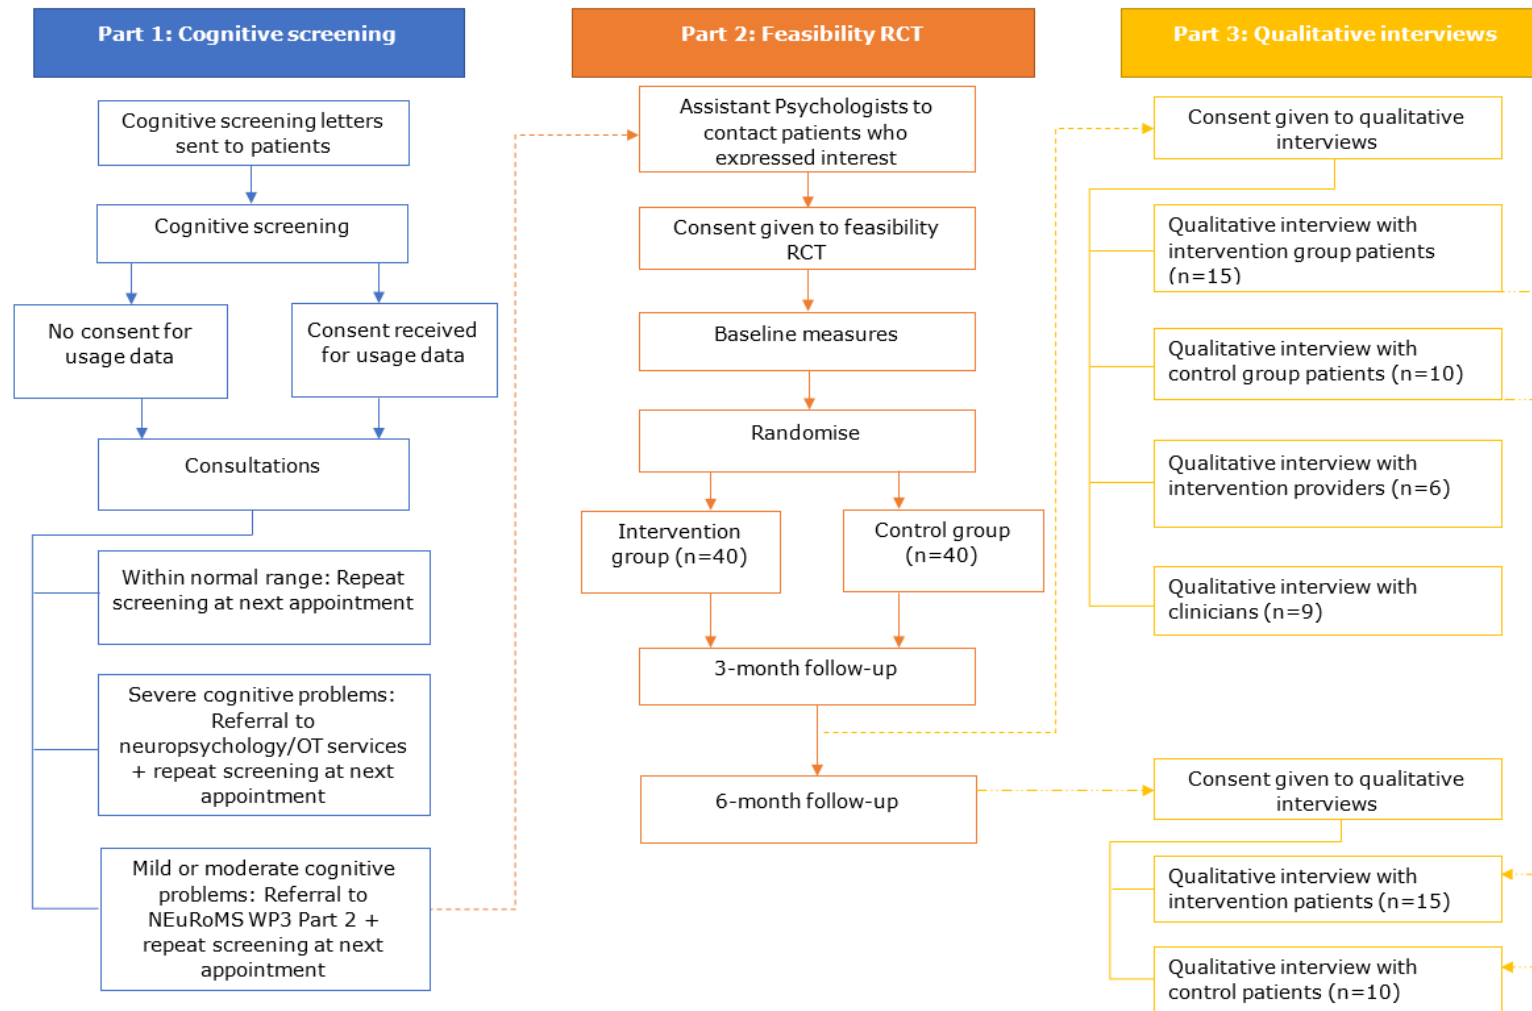 Part 1: Cognitive screening
Cognitive screening letters
sent to patients
Cognitive screening
No consent for
usage data
Consent received
for usage data
Consultations
Within normal range: Repeat
screening at next appointment
Severe cognitive problems:
Referral to
neuropsychology/OT services
+ repeat screening at next
appointment
Mild or moderate cognitive
problems: Referral to
NEuRoMS WP3 Part 2 +
repeat screening at next
appointment
Part 2: Feasibility RCT
Assistant Psychologists to
contact patients who
expressed interest
Consent given to feasibility
RCT
Baseline measures
Randomise
Intervention
group (n=40)
Control group
(n=40)
3-month follow-up
6-month follow-up
Part 3: Qualitative interviews
Consent given to qualitative
interviews
Qualitative interview with
intervention group patients
(n=15)
Qualitative interview with
control group patients (n=10)
Qualitative interview with
intervention providers (n=6)
Qualitative interview with
clinicians (n=9)
Consent given to qualitative
interviews
Qualitative interview with
intervention patients (n=15)
Qualitative interview with
control patients (n=10)